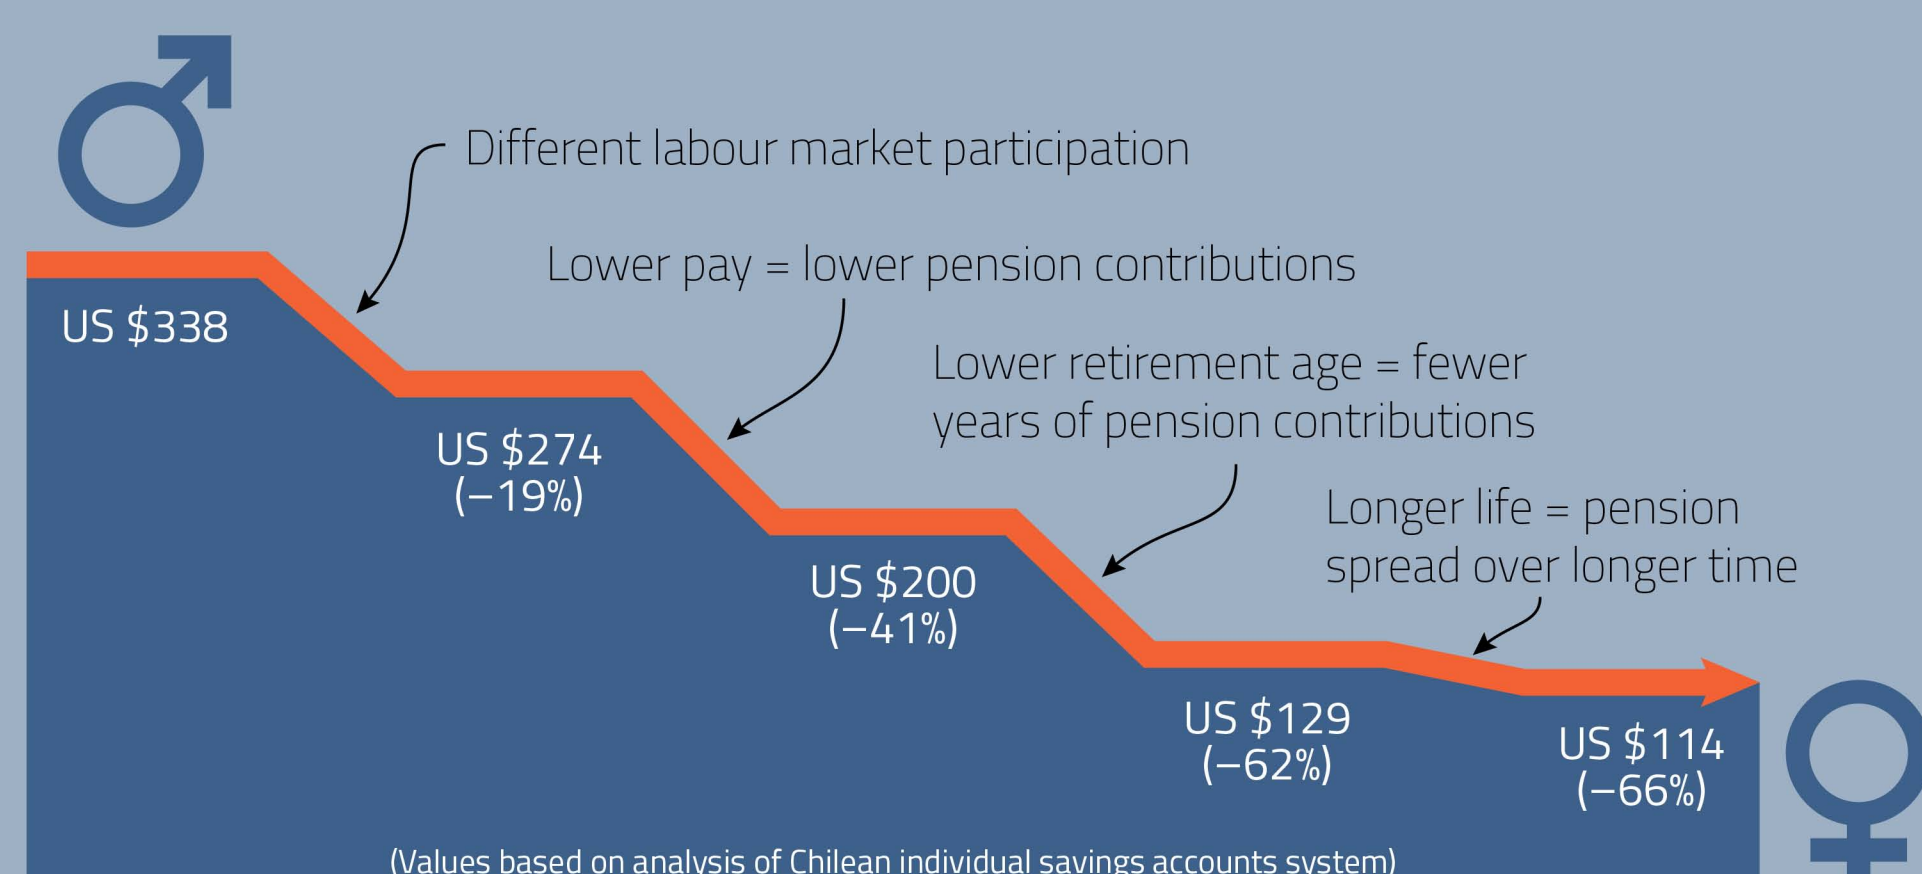 Different labour market participation
Lower pay = lower pension contributions
US $338
Lower retirement age = fewer
years of pension contributions
US $274
(–19%)
Longer life = pension
spread over longer time
US $200
(–41%)
US $129
(–62%)
US $114
(–66%)
(Values based on analysis of Chilean individual savings accounts system)